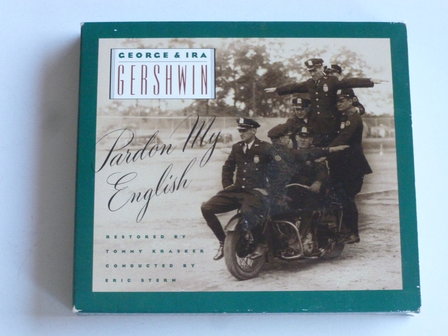 GEORGE & IRA
GERSHWIN
Pardon My
English
RESTORED BY
TOMMY KRASKER
CONDUCTED BY
ERIC STERN